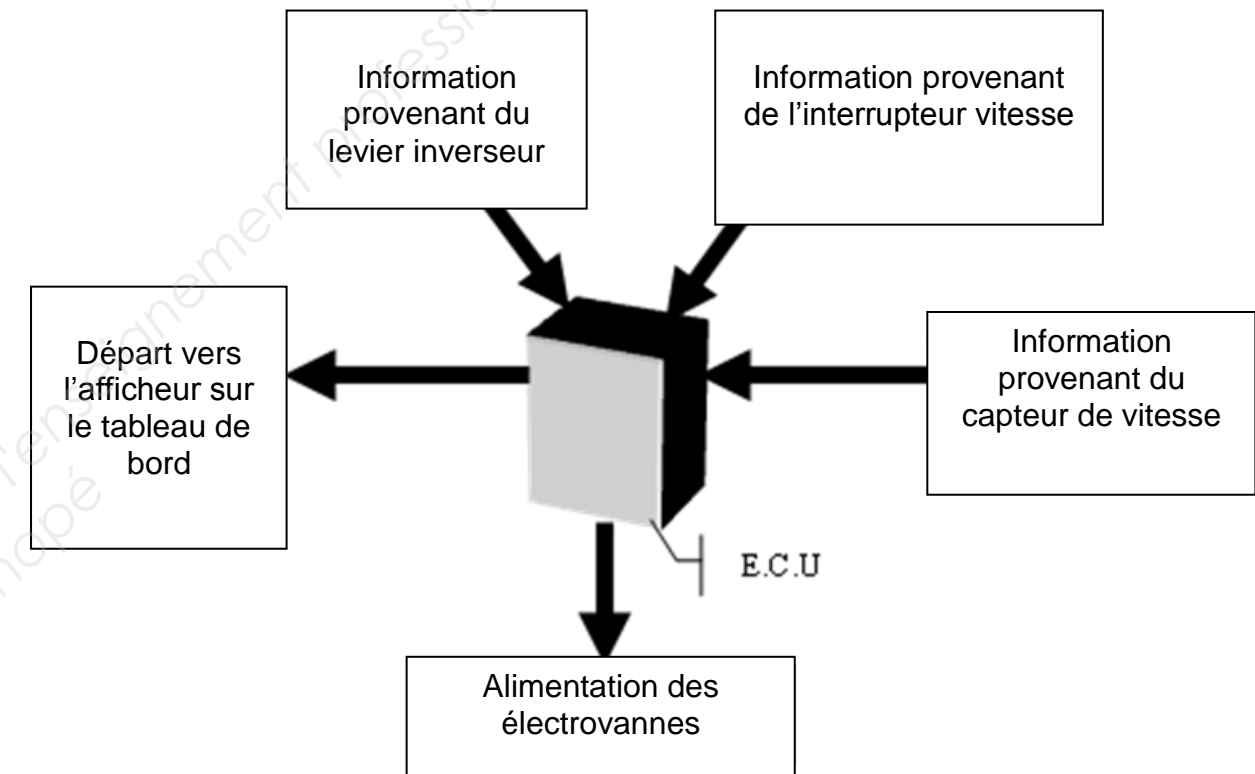 Information
provenant du
levier inverseur
Information provenant
de l'interrupteur vitesse
Départ vers
l'afficheur sur
le tableau de
bord
Information
provenant du
capteur de vitesse
E.C.U
Alimentation des
électrovannes
l'enseignement